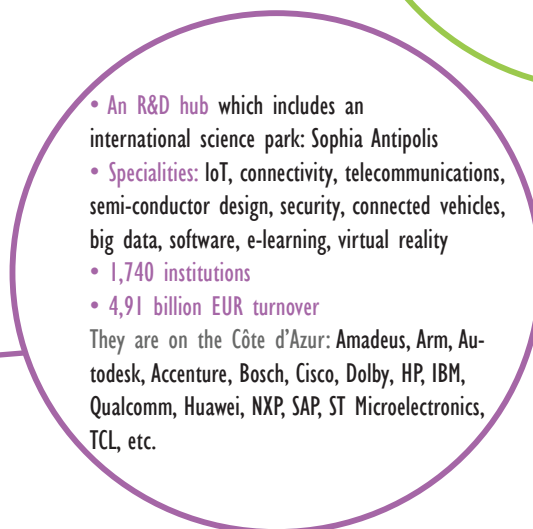 • An R&D hub which includes an
international science park: Sophia Antipolis
• Specialities: IoT, connectivity, telecommunications,
semi-conductor design, security, connected vehicles,
big data, software, e-learning, virtual reality
• 1,740 institutions
• 4,91 billion EUR turnover
They are on the Côte d'Azur: Amadeus, Arm, Au-
todesk, Accenture, Bosch, Cisco, Dolby, HP, IBM,
Qualcomm, Huawei, NXP, SAP, ST Microelectronics,
TCL, etc.